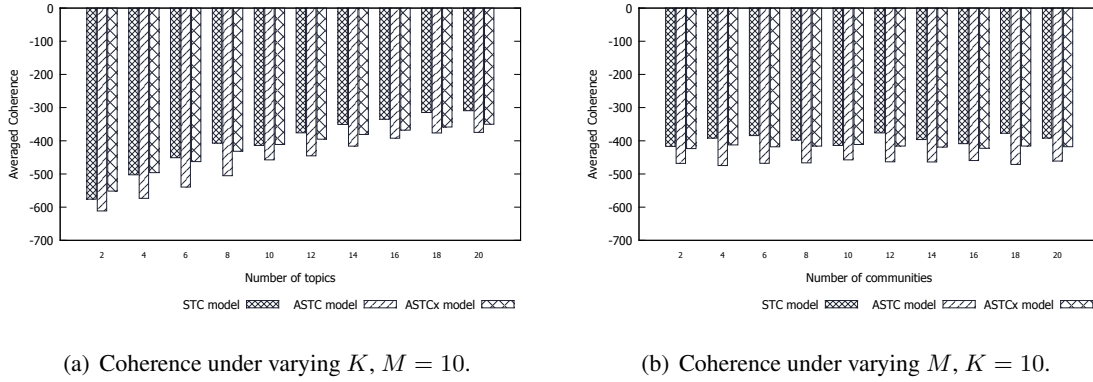 0
-100
-200
-300
-400
-500
-600
-700
Averaged Coherence
2 4 6 8 10 12 14 16 18 20
Number of topics
STC model ASTC model ASTCx model
(a) Coherence under varying K, M = 10.
0
-100
-200
-300
-400
-500
-600
-700
Averaged Coherence
2 4 6 8 10 12 14 16 18 20
Number of communities
STC model ASTC model ASTCx model
(b) Coherence under varying M, K = 10.